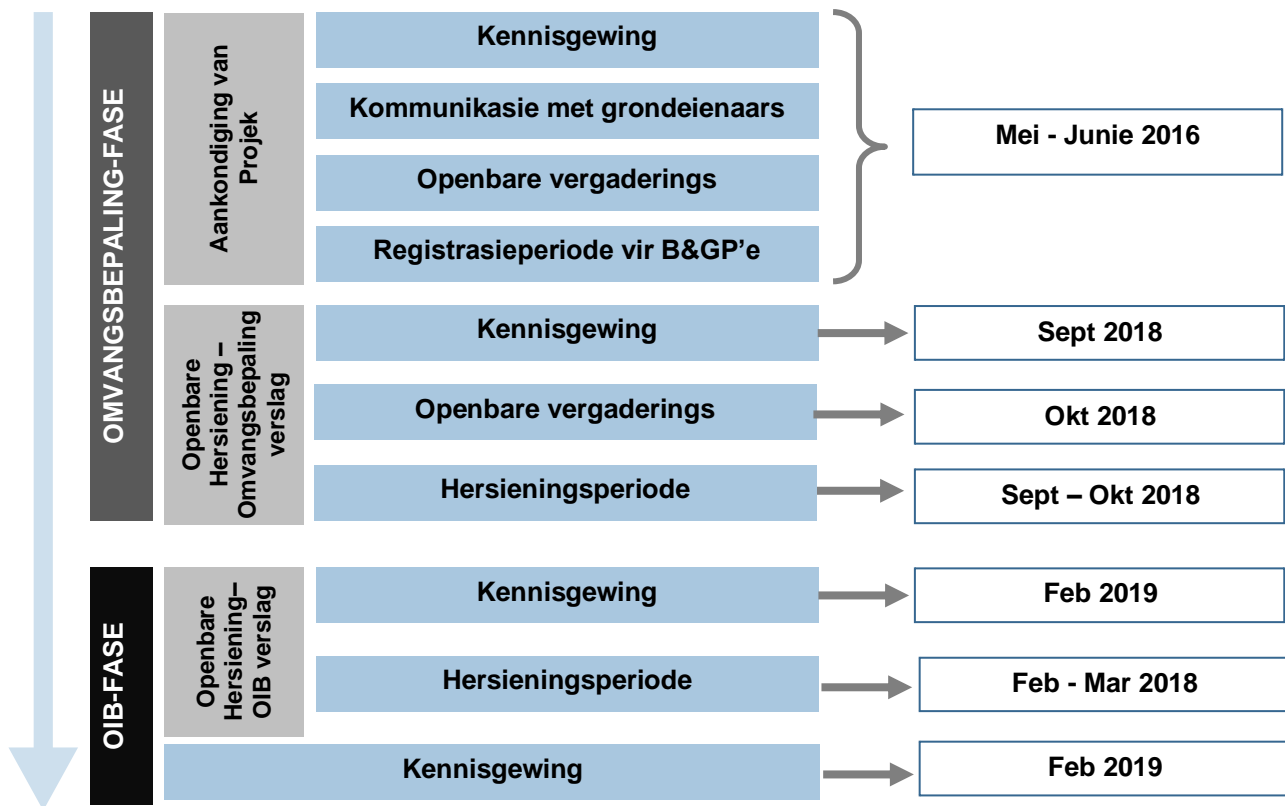 OMVANGSBEPALING-FASE
Aankondiging van
Projek
Kennisgewing
Kommunikasie met grondeienaars
Openbare vergaderings
Registrasieperiode vir B&GP’e
Mei - Junie 2016
Openbare
Hersiening –
Omvangsbepaling
verslag
Kennisgewing
Sept 2018
Openbare vergaderings
Okt 2018
Hersieningsperiode
Sept – Okt 2018
OIB-FASE
Openbare
Hersiening–
OIB verslag
Kennisgewing
Feb 2019
Hersieningsperiode
Feb - Mar 2018
Kennisgewing
Feb 2019